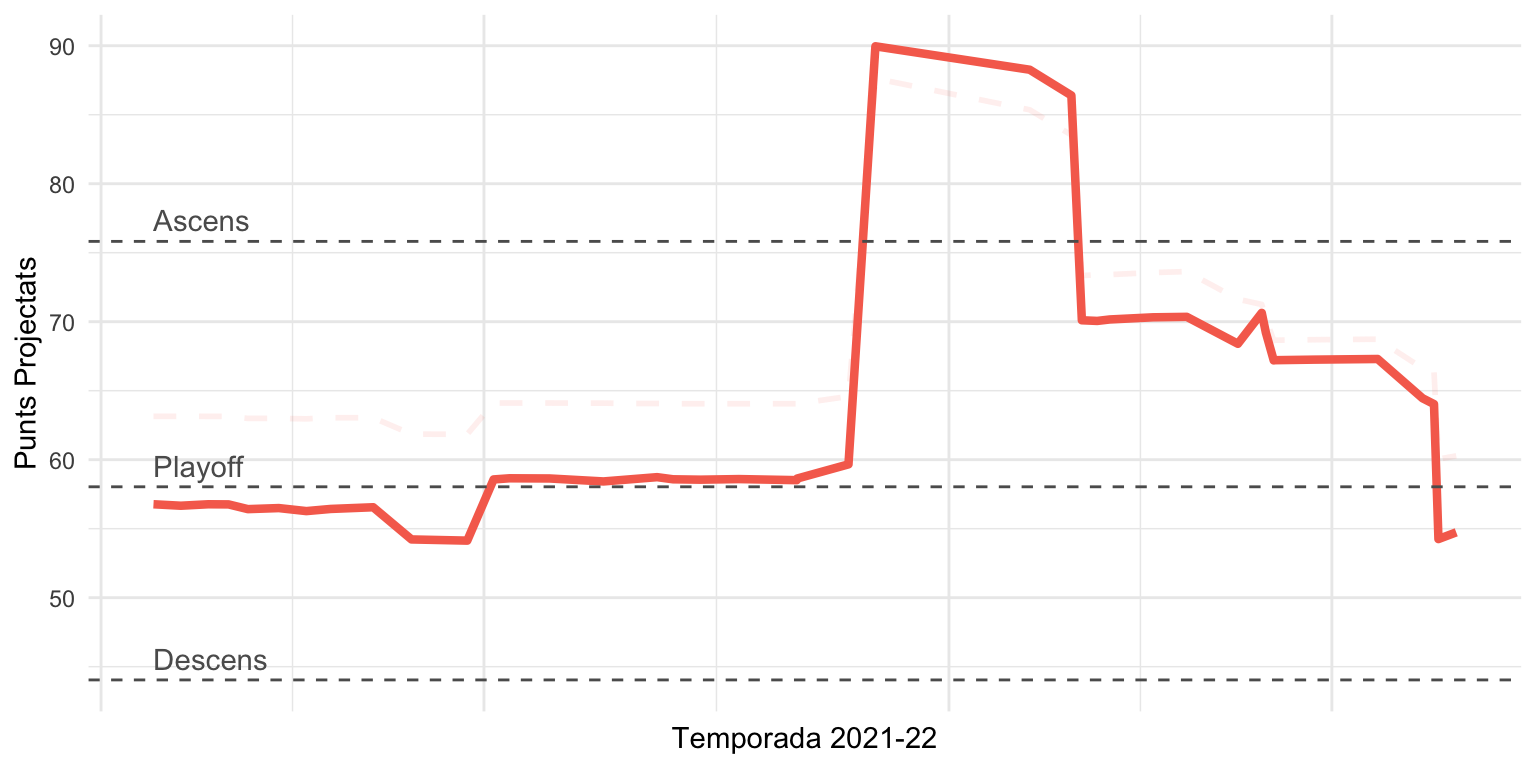 90
80
Ascens
70
Punts Projectats
60
Playoff
50
Descens
Temporada 2021-22